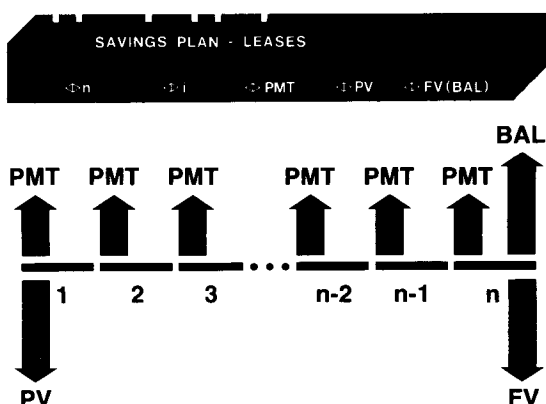 SAVINGS PLAN - LEASES
n i PMT PV FV(BAL)
BAL
PMT PMT PMT PMT PMT PMT
1 2 3 n-2 n-1 n
PV FV